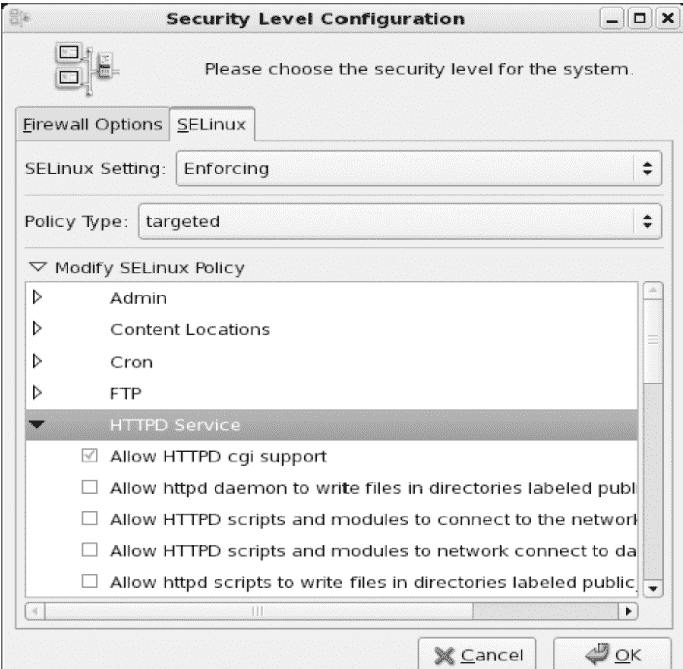 Security Level Configuration
Please choose the security level for the system.
Firewall Options SELinux
SELinux Setting: Enforcing
Policy Type: targeted
Modify SELinux Policy
Admin
Content Locations
Cron
FTP
HTTPD Service
Allow HTTPD cgi support
Allow httpd daemon to write files in directories labeled publi
Allow HTTPD scripts and modules to connect to the network
Allow HTTPD scripts and modules to network connect to da
Allow httpd scripts to write files in directories labeled public_
Cancel OK